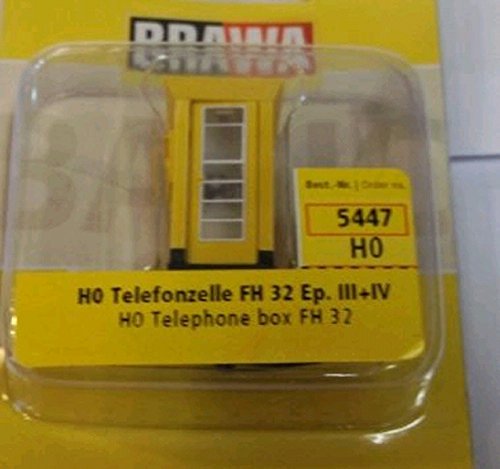 BRAWA
Best.-Nr. | Order no.
5447
H0
H0 Telefonzelle FH 32 Ep. III+IV
H0 Telephone box FH 32